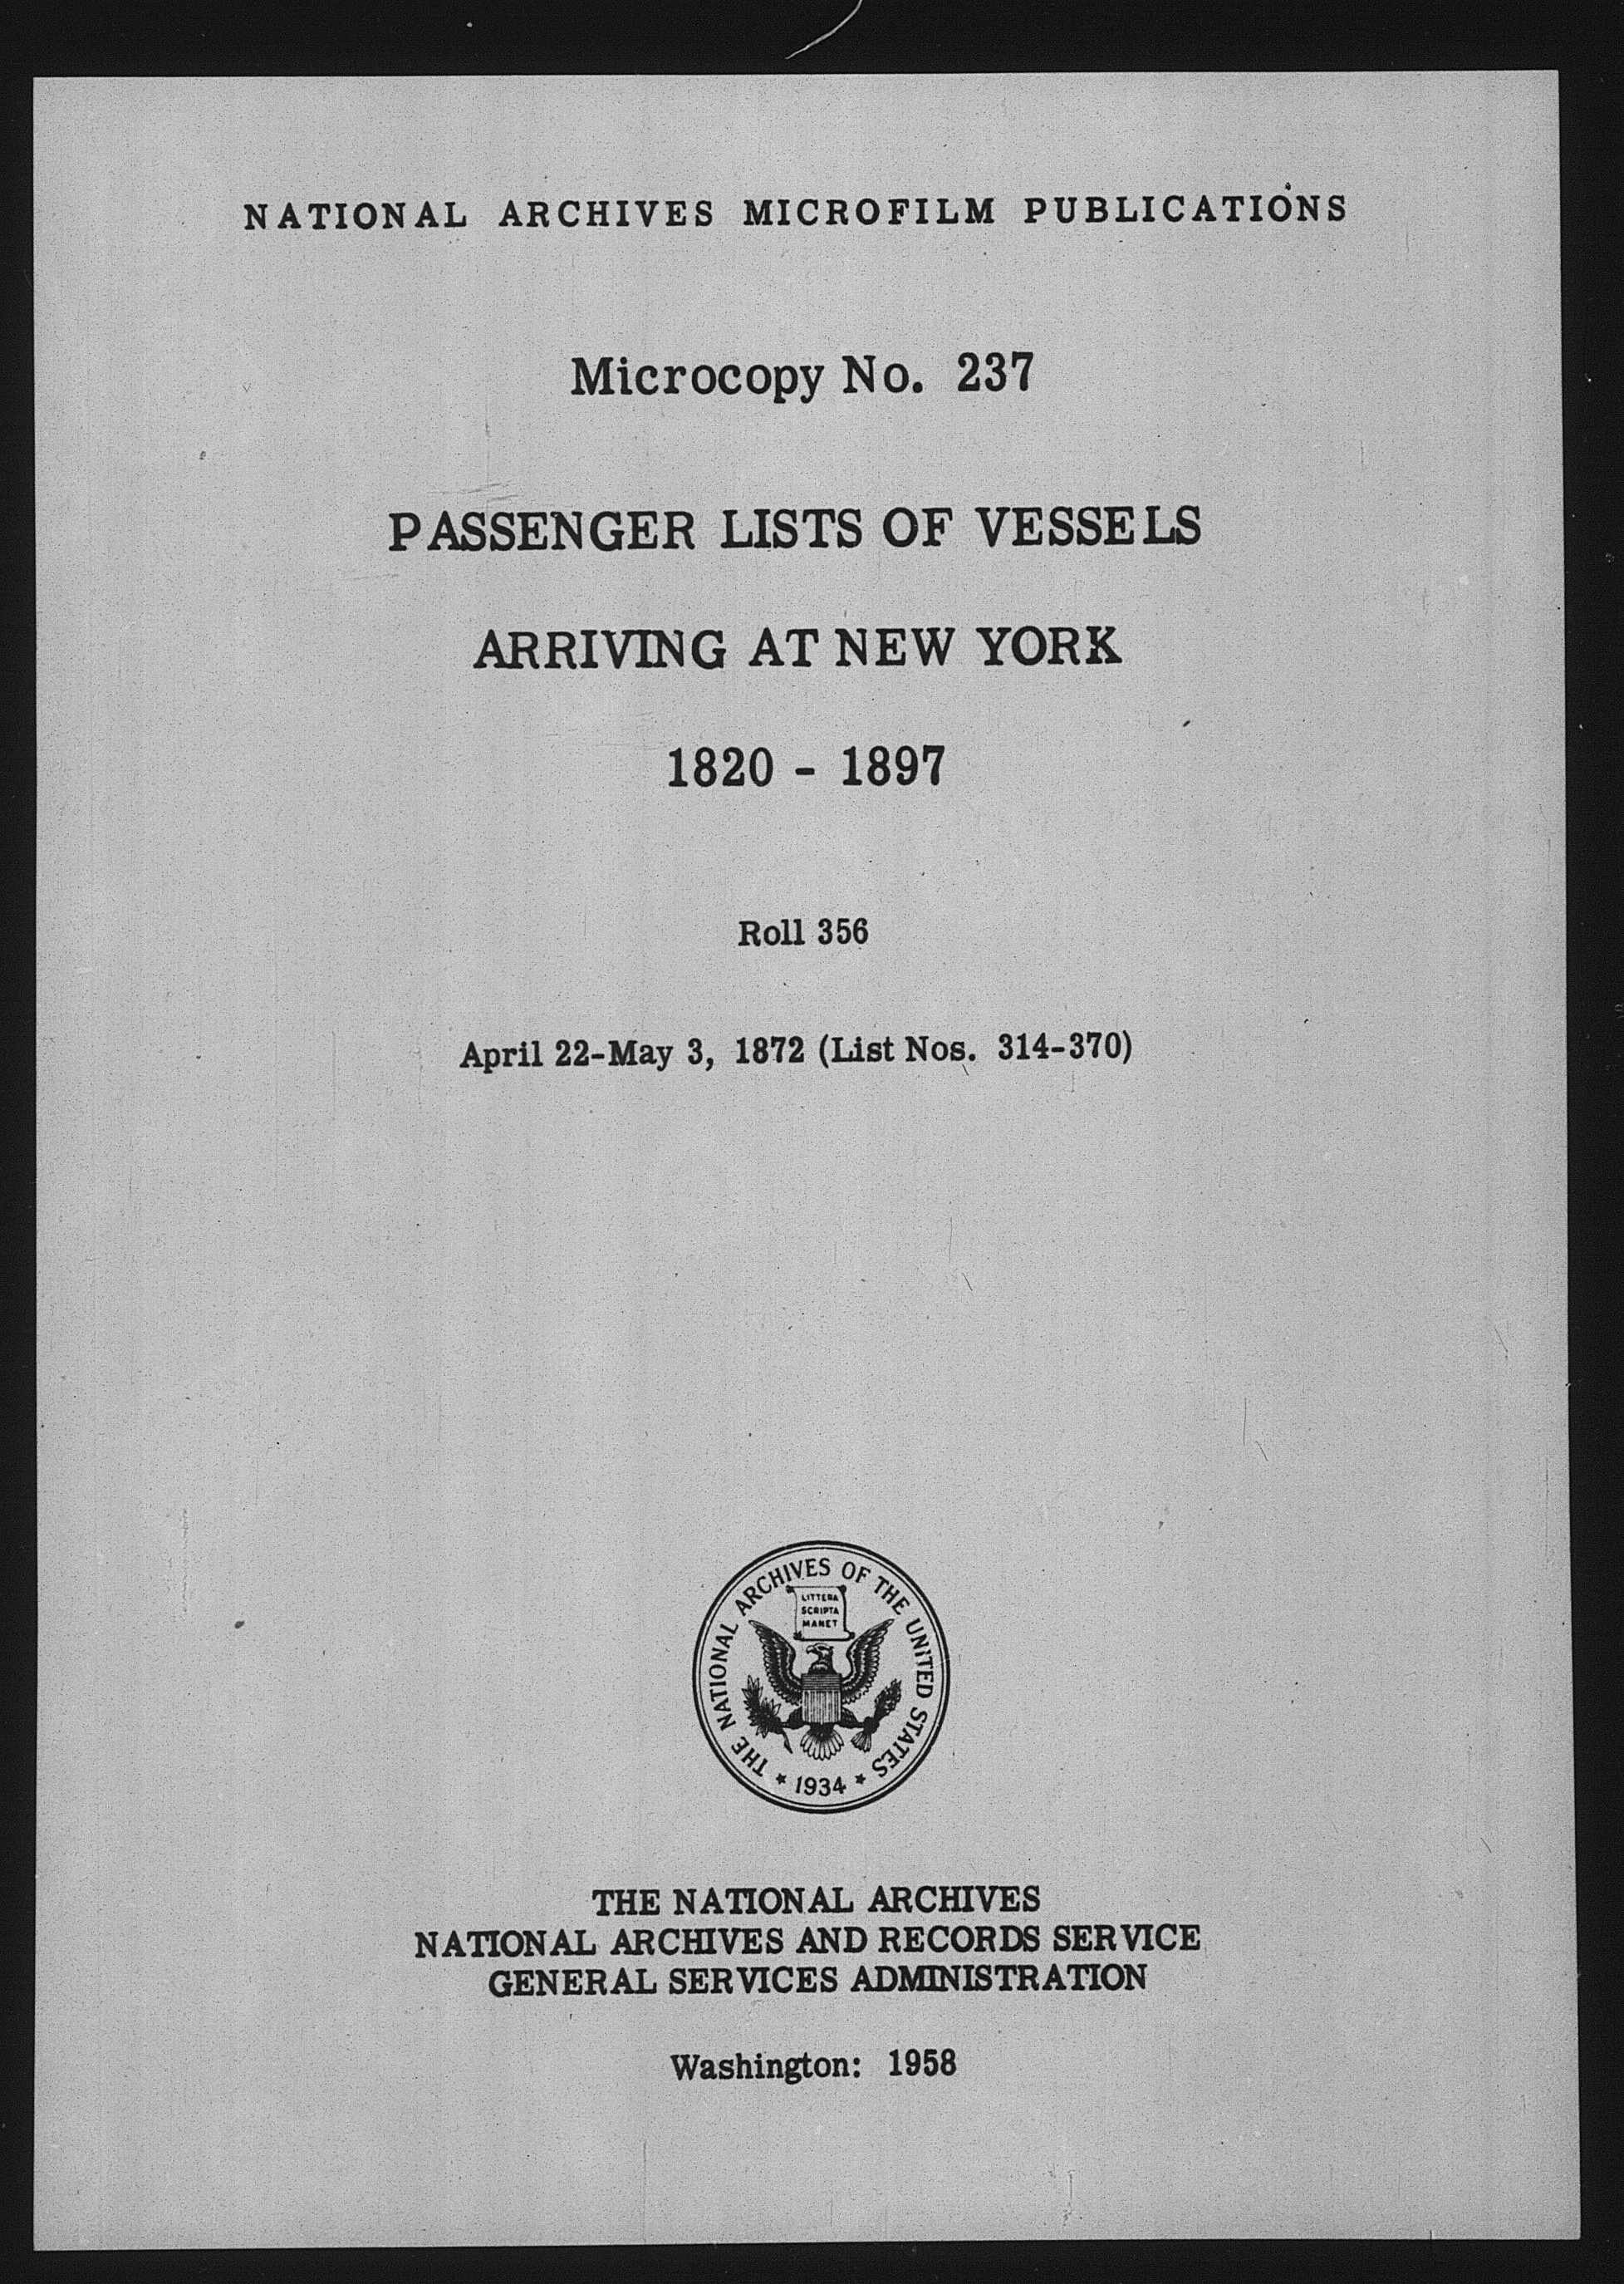 NATIONAL ARCHIVES MICROFILM PUBLICATIONS
Microcopy No. 237
PASSENGER LISTS OF VESSELS
ARRIVING AT NEW YORK
1820 - 1897
Roll 356
April 22-May 3, 1872 (List Nos. 314-370)
THE NATIONAL ARCHIVES OF THE UNITED STATES
LITTERA
SCRIPTA
MANET
★ 1934 ★
THE NATIONAL ARCHIVES
NATIONAL ARCHIVES AND RECORDS SERVICE
GENERAL SERVICES ADMINISTRATION
Washington: 1958